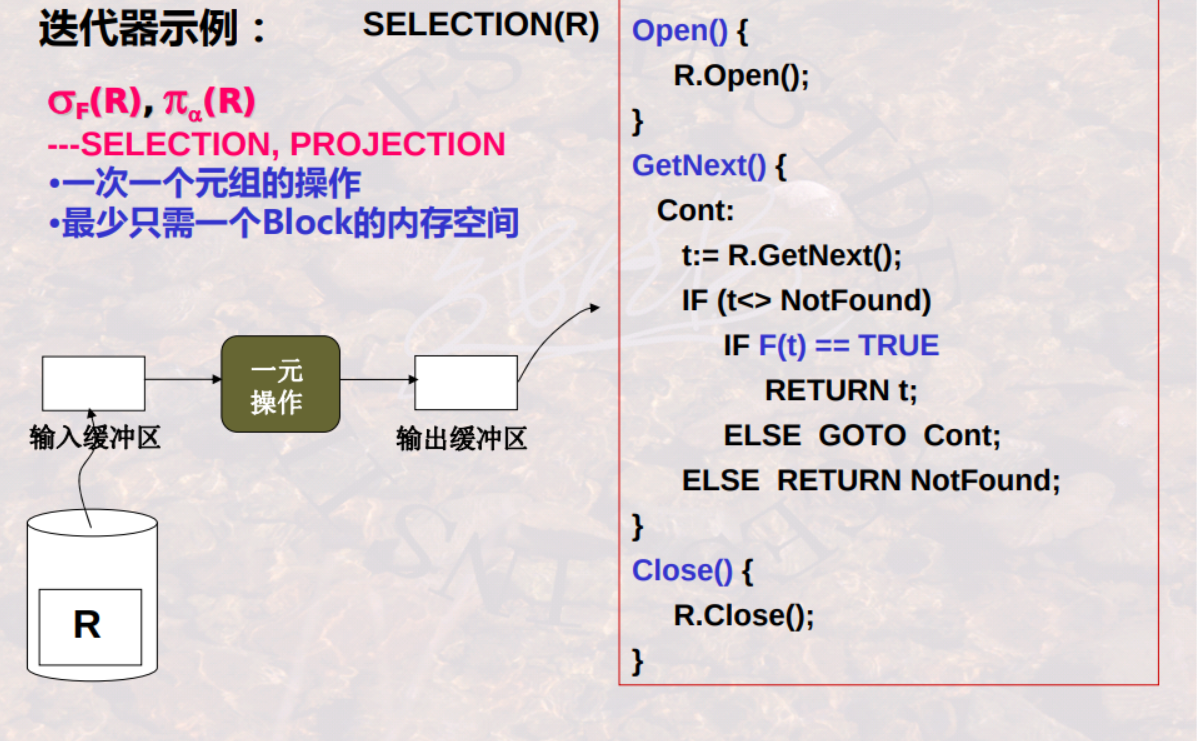 迭代器示例：
SELECTION(R)
σF(R), πα(R)
---SELECTION, PROJECTION
•一次一个元组的操作
•最少只需一个Block的内存空间
一元
操作
输入缓冲区
输出缓冲区
R
Open() {
R.Open();
}
GetNext() {
Cont:
t:= R.GetNext();
IF (t<> NotFound)
IF F(t) == TRUE
RETURN t;
ELSE GOTO Cont;
ELSE RETURN NotFound;
}
Close() {
R.Close();
}